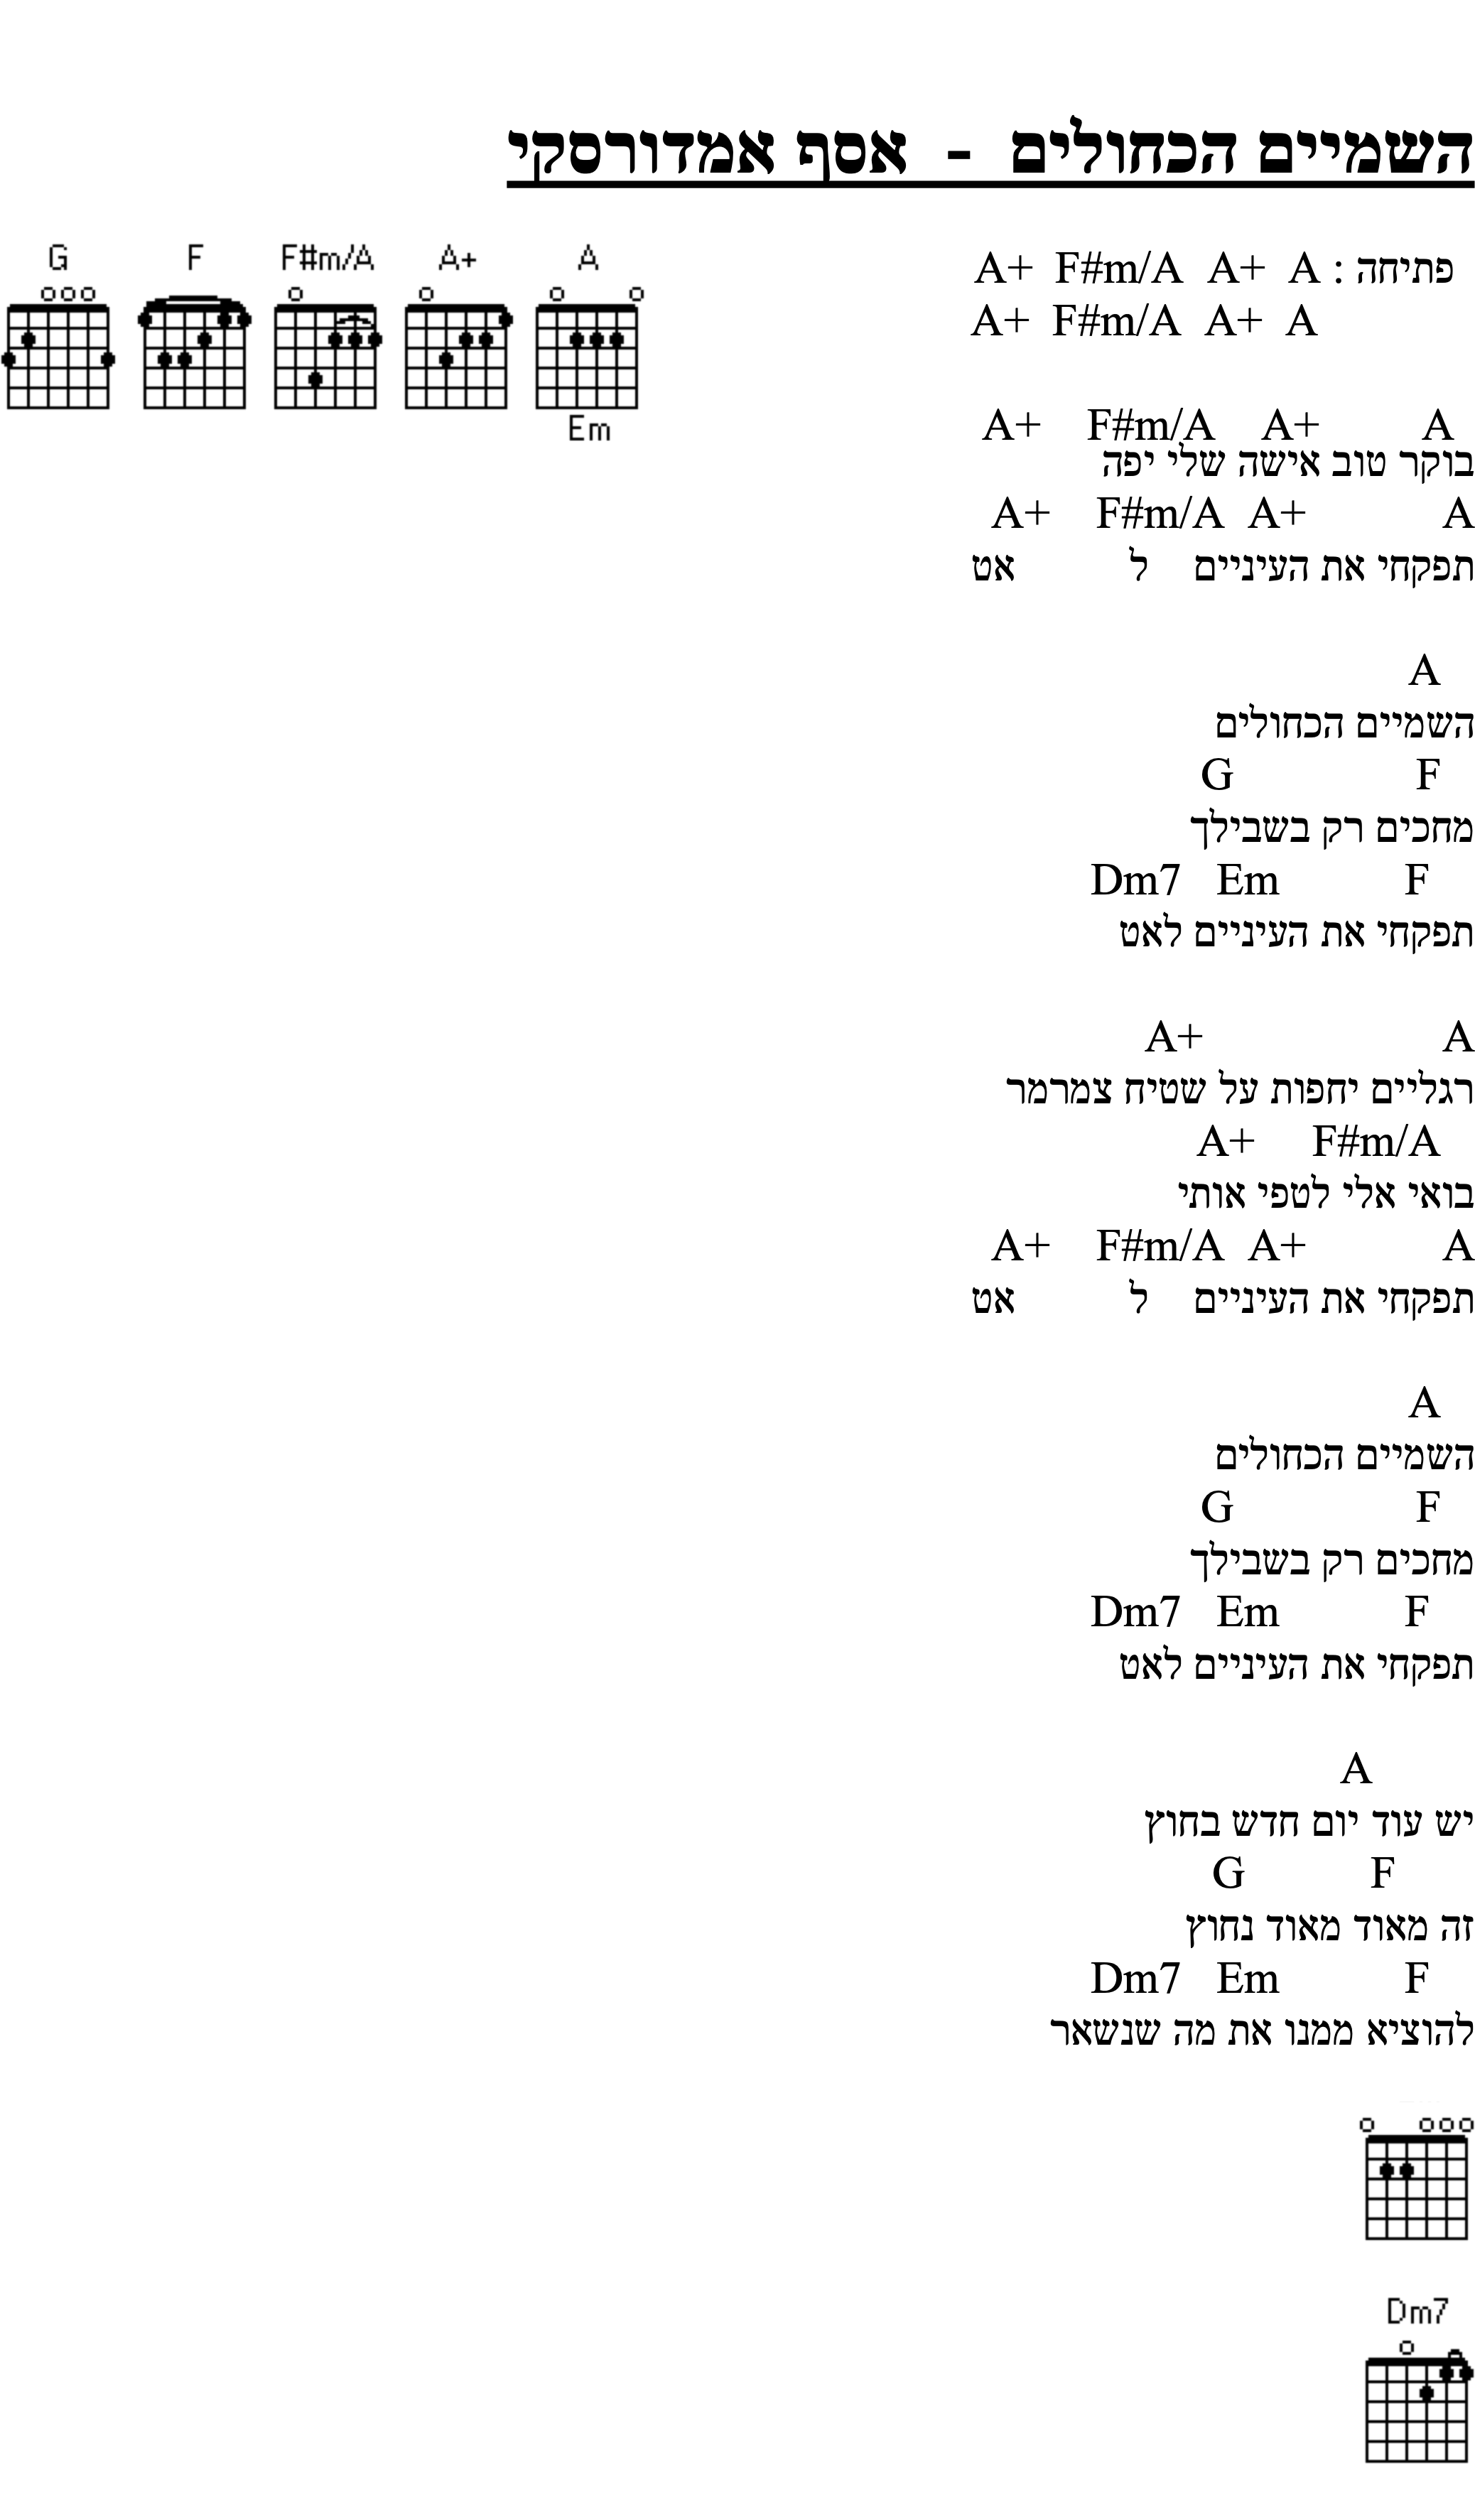 השמיים הכחולים - אסף אמדורסקי
G F F#m/A A+ A
Em
פתיחה : A+ F#m/A A+ A
A+ F#m/A A+ A
A+ F#m/A A+ A
בוקר טוב אישה שלי יפה
A+ F#m/A A+ A
תפקחי את העיניים ל אט
A
השמיים הכחולים
G F
מחכים רק בשבילך
Dm7 Em F
תפקחי את העיניים לאט
A+ A
רגליים יחפות על שטיח צמרמר
A+ F#m/A
בואי אלי לטפי אותי
A+ F#m/A A+ A
תפקחי את העיניים ל אט
A
השמיים הכחולים
G F
מחכים רק בשבילך
Dm7 Em F
תפקחי את העיניים לאט
A
יש עוד יום חדש בחוץ
G F
זה מאוד מאוד נחוץ
Dm7 Em F
להוציא ממנו את מה שנשאר
Dm7